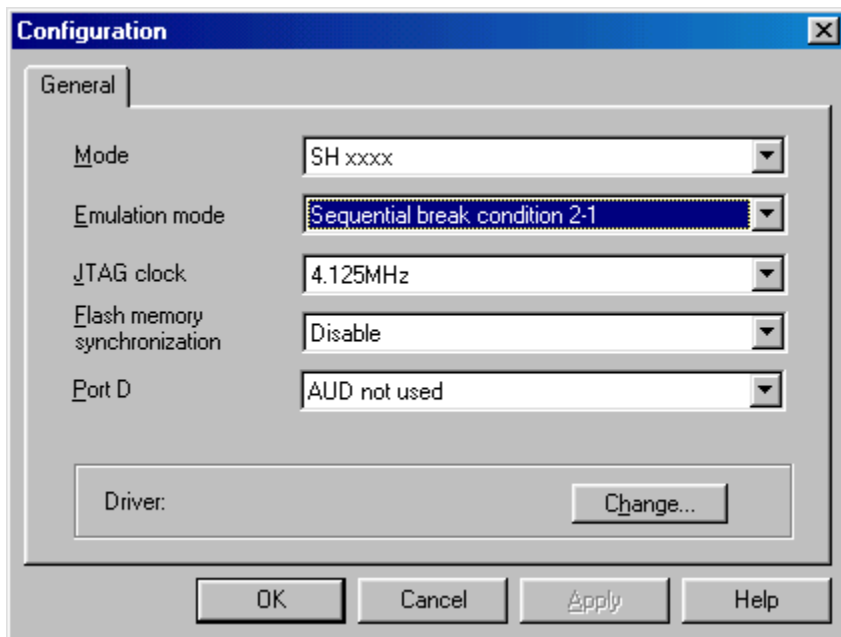 Configuration
General
Mode
SH xxxx
Emulation mode
Sequential break condition 2-1
JTAG clock
4.125MHz
Flash memory
synchronization
Disable
Port D
AUD not used
Driver:
Change...
OK
Cancel
Apply
Help